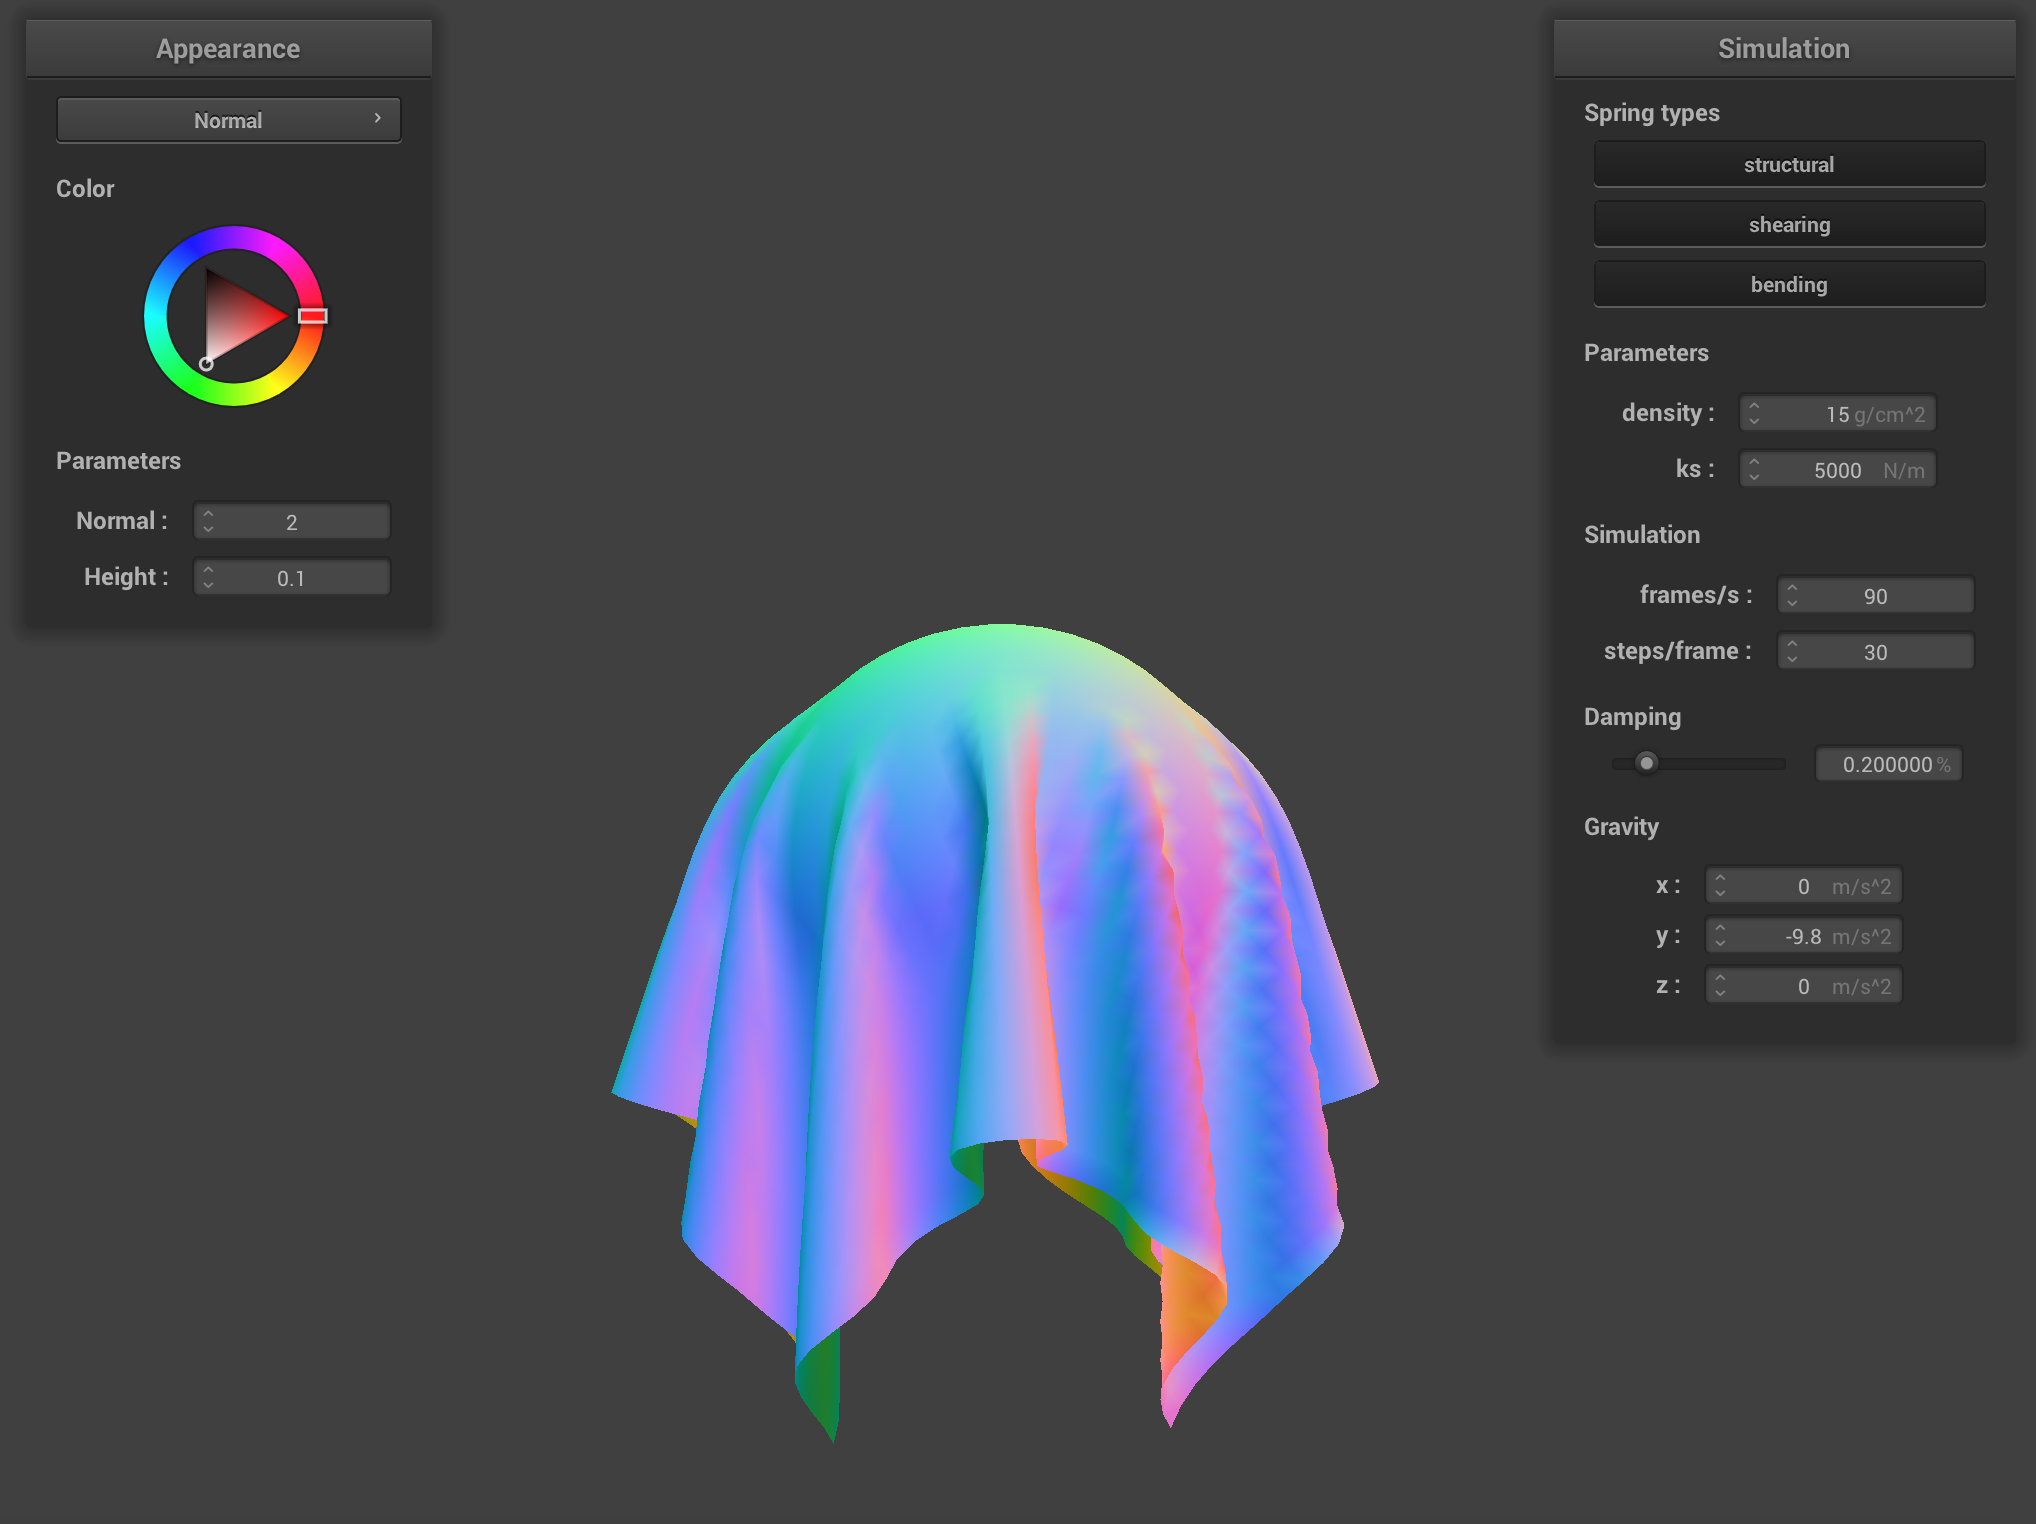 Appearance
Normal
Color
Parameters
Normal : 2
Height : 0.1
Simulation
Spring types
structural
shearing
bending
Parameters
density : 15 g/cm^2
ks : 5000 N/m
Simulation
frames/s : 90
steps/frame : 30
Damping
0.200000 %
Gravity
x : 0 m/s^2
y : -9.8 m/s^2
z : 0 m/s^2